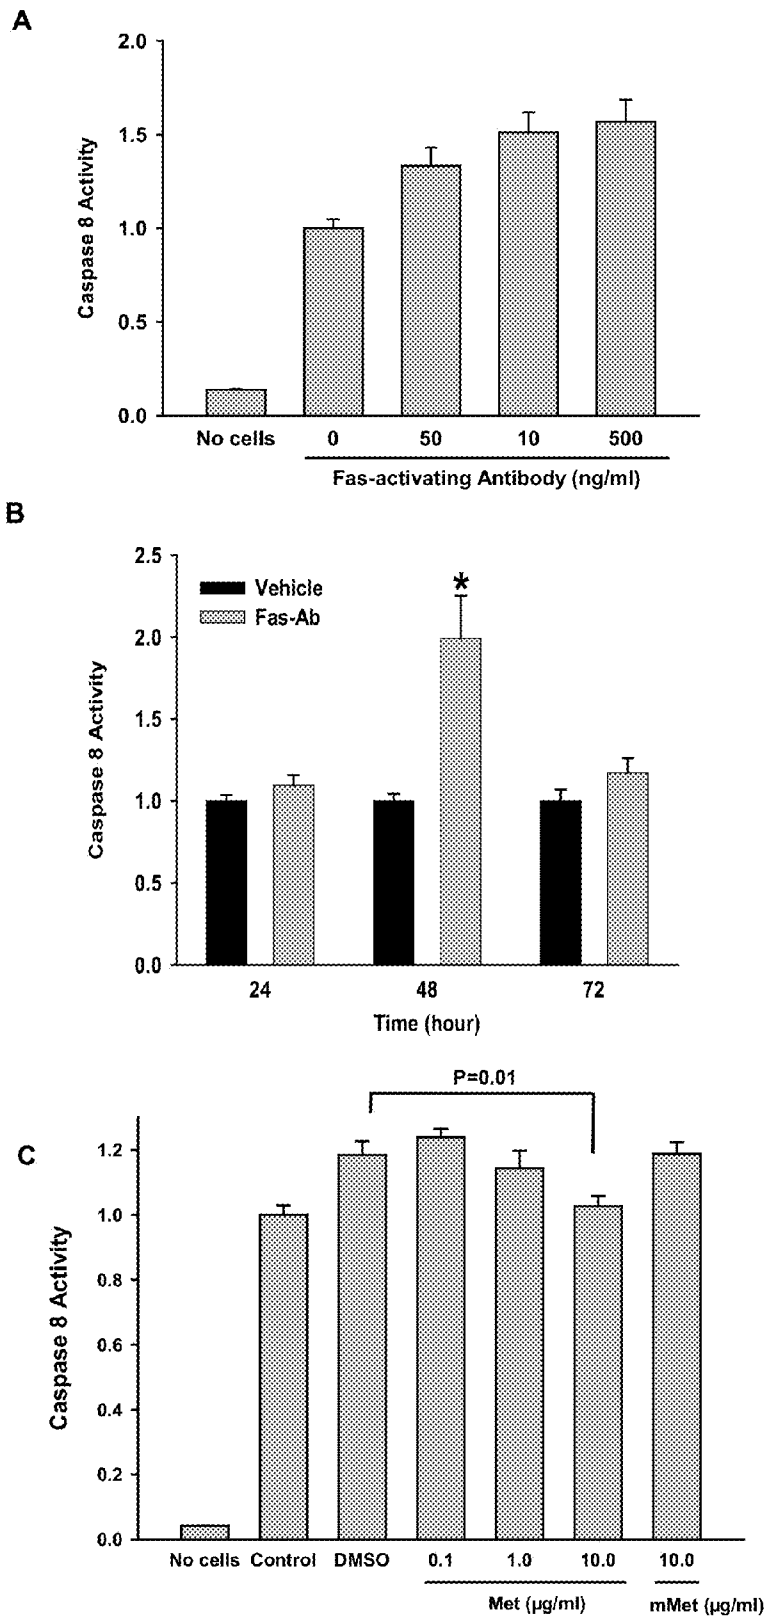 A
2.0
1.5
1.0
0.5
0.0
Caspase 8 Activity
No cells 0 50 10 500
Fas-activating Antibody (ng/ml)
B
2.5
2.0
1.5
1.0
0.5
0.0
Caspase 8 Activity
Vehicle
Fas-Ab
*
24 48 72
Time (hour)
C
P=0.01
1.2
1.0
0.8
0.6
0.4
0.2
0.0
Caspase 8 Activity
No cells Control DMSO 0.1 1.0 10.0 10.0
Met (µg/ml) mMet (µg/ml)